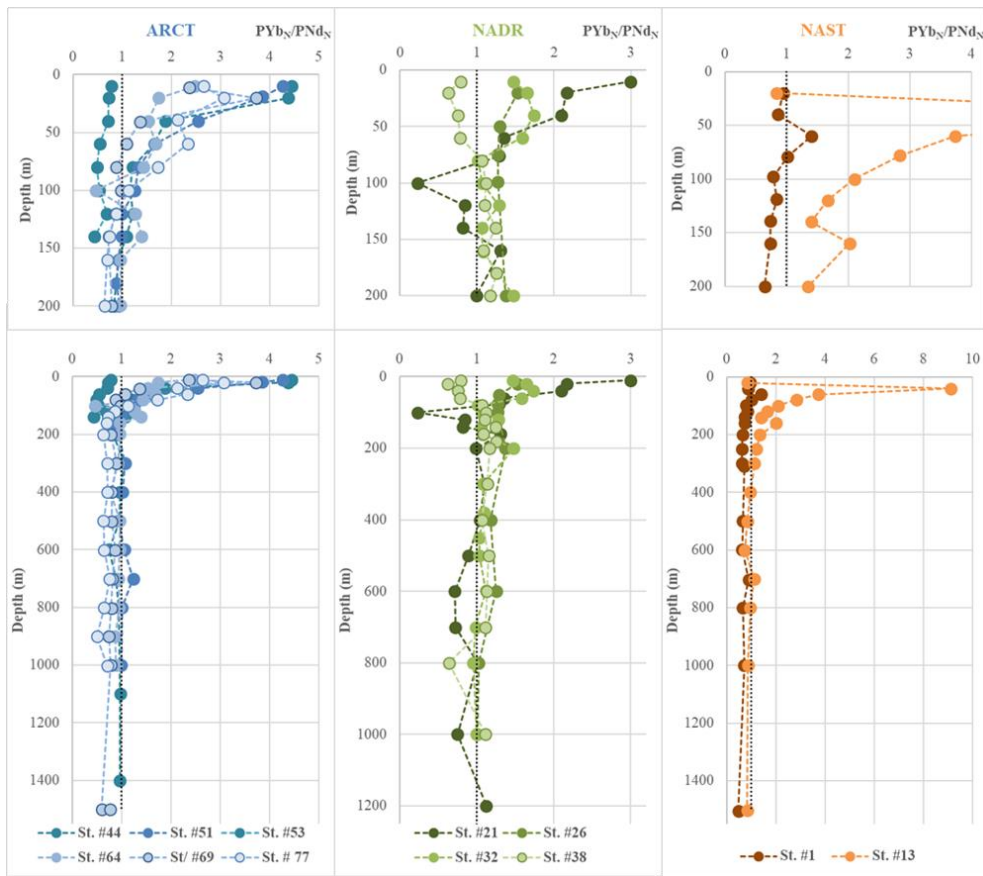 ARCT PYbN/PNdN
NADR PYbN/PNdN
NAST PYbN/PNdN
0 1 2 3 4 5
0 1 2 3
0 1 2 3 4
Depth (m)
0
50
100
150
200
Depth (m)
0
50
100
150
200
Depth (m)
0
50
100
150
200
0 1 2 3 4 5
0 1 2 3
0 2 4 6 8 10
Depth (m)
0
200
400
600
800
1000
1200
1400
Depth (m)
0
200
400
600
800
1000
1200
Depth (m)
0
200
400
600
800
1000
1200
1400
St. #44 St. #51 St. #53
St. #64 St/ #69 St. # 77
St. #21 St. #26
St. #32 St. #38
St. #1 St. #13